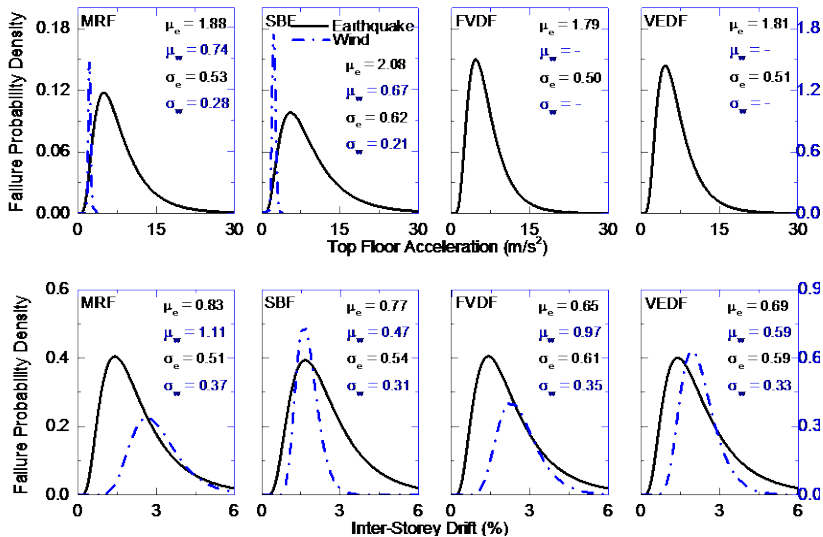 MRF
μe = 1.88
μw = 0.74
σe = 0.53
σw = 0.28
SBF
Earthquake
Wind
μe = 2.08
μw = 0.67
σe = 0.62
σw = 0.21
FVDF
μe = 1.79
μw = -
σe = 0.50
σw = -
VEDF
μe = 1.81
μw = -
σe = 0.51
σw = -
0.18
0.12
0.06
0.00
Failure Probability Density
2.4
1.8
1.2
0.6
0.0
0 15 30 0 15 30 0 15 30 0 15 30
Top Floor Acceleration (m/s²)
MRF
μe = 0.83
μw = 1.11
σe = 0.51
σw = 0.37
SBF
μe = 0.77
μw = 0.47
σe = 0.54
σw = 0.31
FVDF
μe = 0.65
μw = 0.97
σe = 0.61
σw = 0.35
VEDF
μe = 0.69
μw = 0.59
σe = 0.59
σw = 0.33
0.6
0.4
0.2
0.0
Failure Probability Density
0.9
0.6
0.3
0.0
0 3 6 0 3 6 0 3 6 0 3 6
Inter-Storey Drift (%)